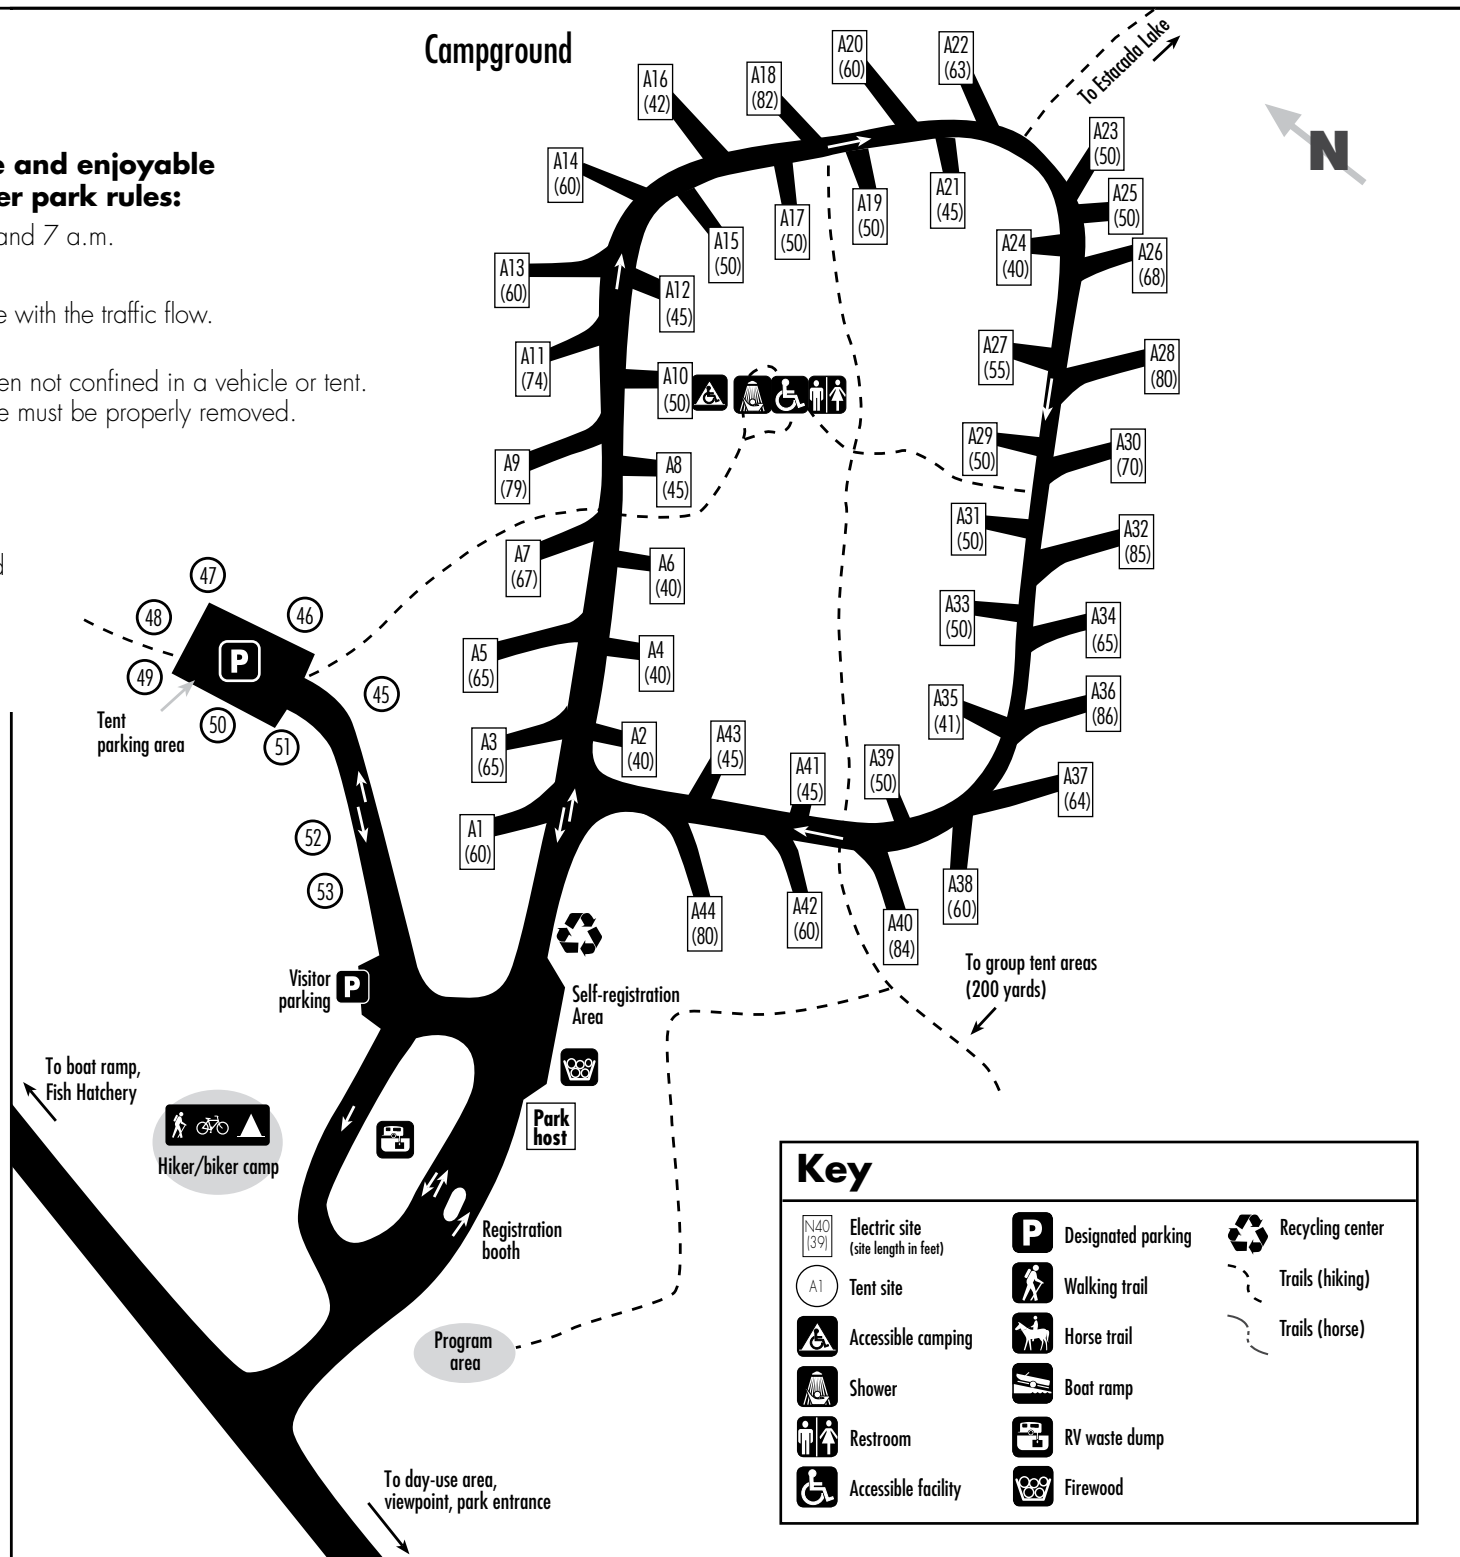 Campground
e and enjoyable
er park rules:
and 7 a.m.
e with the traffic flow.
en not confined in a vehicle or tent.
e must be properly removed.
d
To Estacada Lake
N
A20
(60)
A22
(63)
A16
(42)
A18
(82)
A23
(50)
A14
(60)
A21
(45)
A25
(50)
A19
(50)
A17
(50)
A15
(50)
A24
(40)
A26
(68)
A13
(60)
A12
(45)
A11
(74)
A27
(55)
A28
(80)
A10
(50)
A9
(79)
A8
(45)
A29
(50)
A30
(70)
A31
(50)
A32
(85)
A7
(67)
A6
(40)
A33
(50)
A34
(65)
A5
(65)
A4
(40)
A35
(41)
A36
(86)
A3
(65)
A2
(40)
A43
(45)
A41
(45)
A39
(50)
A37
(64)
A1
(60)
A44
(80)
A42
(60)
A40
(84)
A38
(60)
47
48
46
P
49
45
50
51
Tent
parking area
52
53
Visitor
parking
P
Self-registration
Area
To group tent areas
(200 yards)
To boat ramp,
Fish Hatchery
Hiker/biker camp
Park
host
Registration
booth
Program
area
To day-use area,
viewpoint, park entrance
Key
N40
(39)
Electric site
(site length in feet)
A1
Tent site
Accessible camping
Shower
Restroom
Accessible facility
P
Designated parking
Walking trail
Horse trail
Boat ramp
RV waste dump
Firewood
Recycling center
Trails (hiking)
Trails (horse)